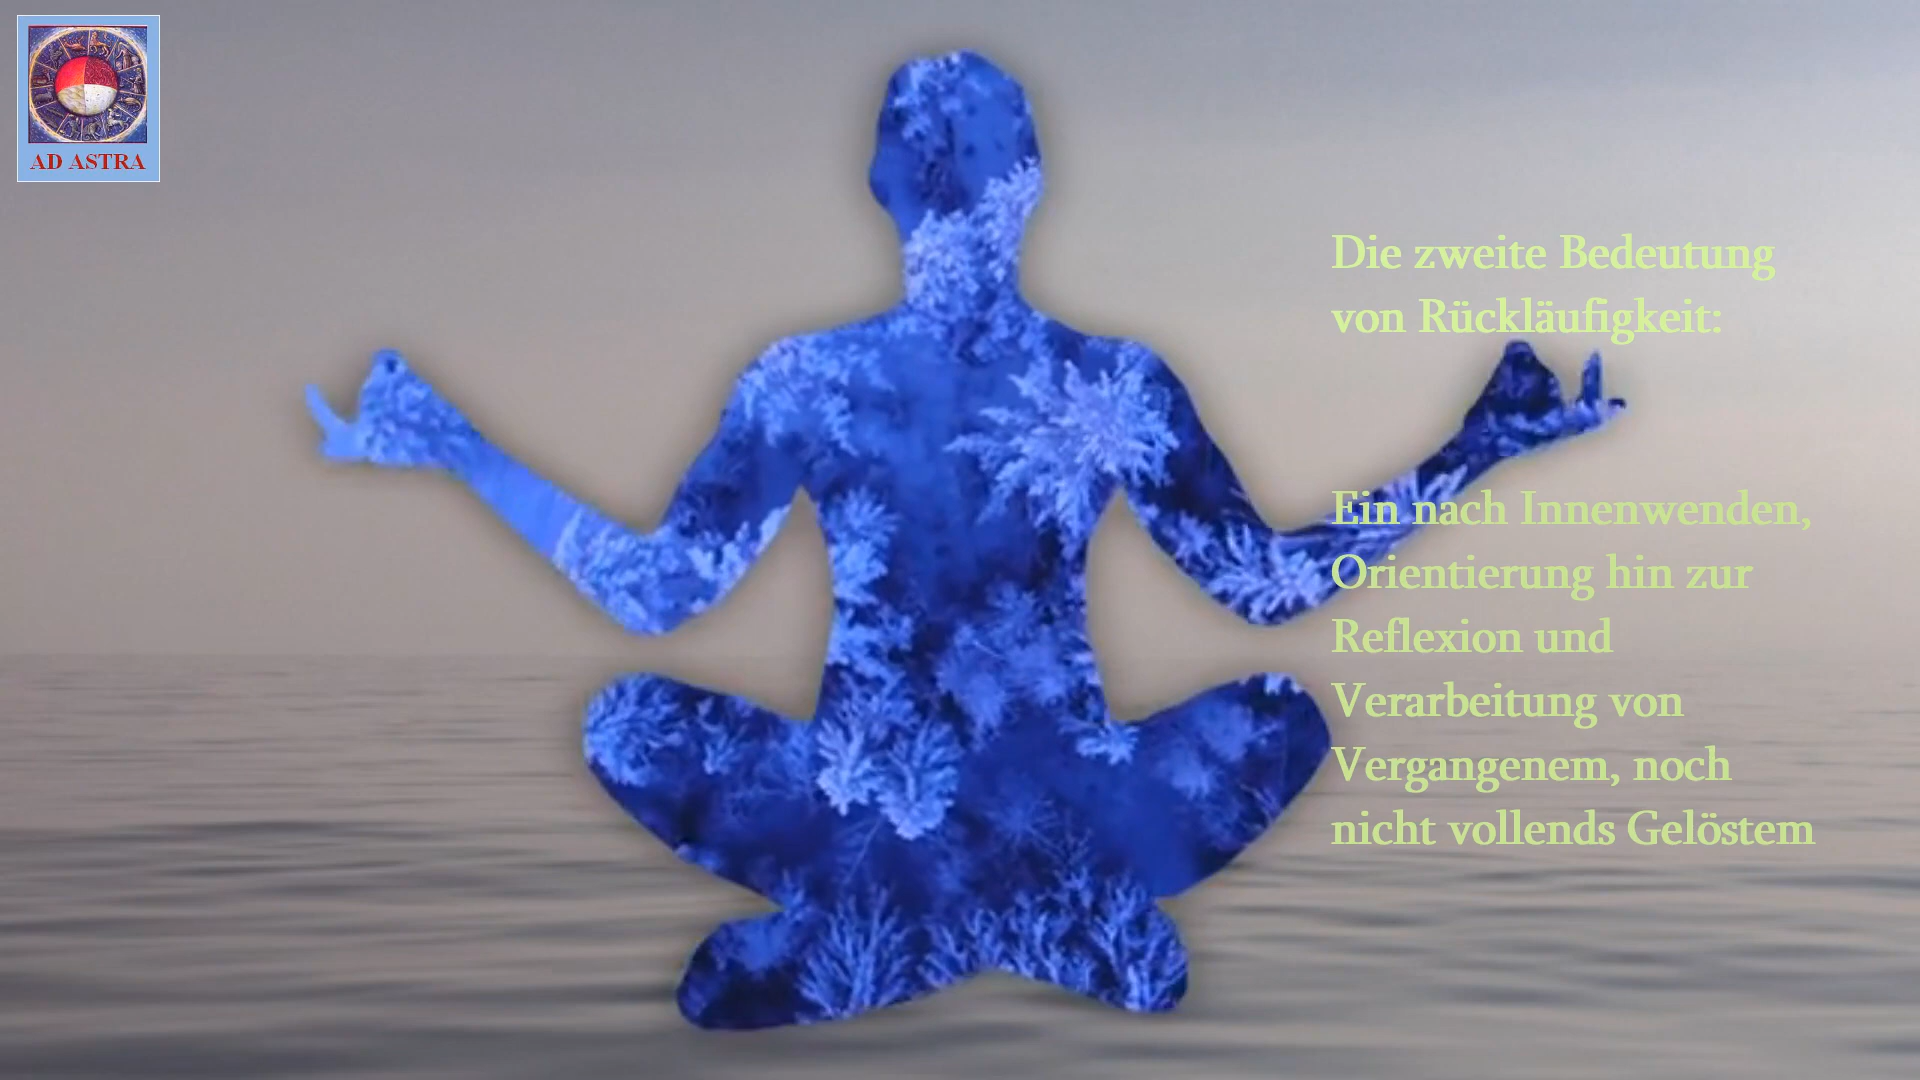 AD ASTRA
Die zweite Bedeutung
von Rückläufigkeit:
Ein nach Innenwenden,
Orientierung hin zur
Reflexion und
Verarbeitung von
Vergangenem, noch
nicht vollends Gelöstem